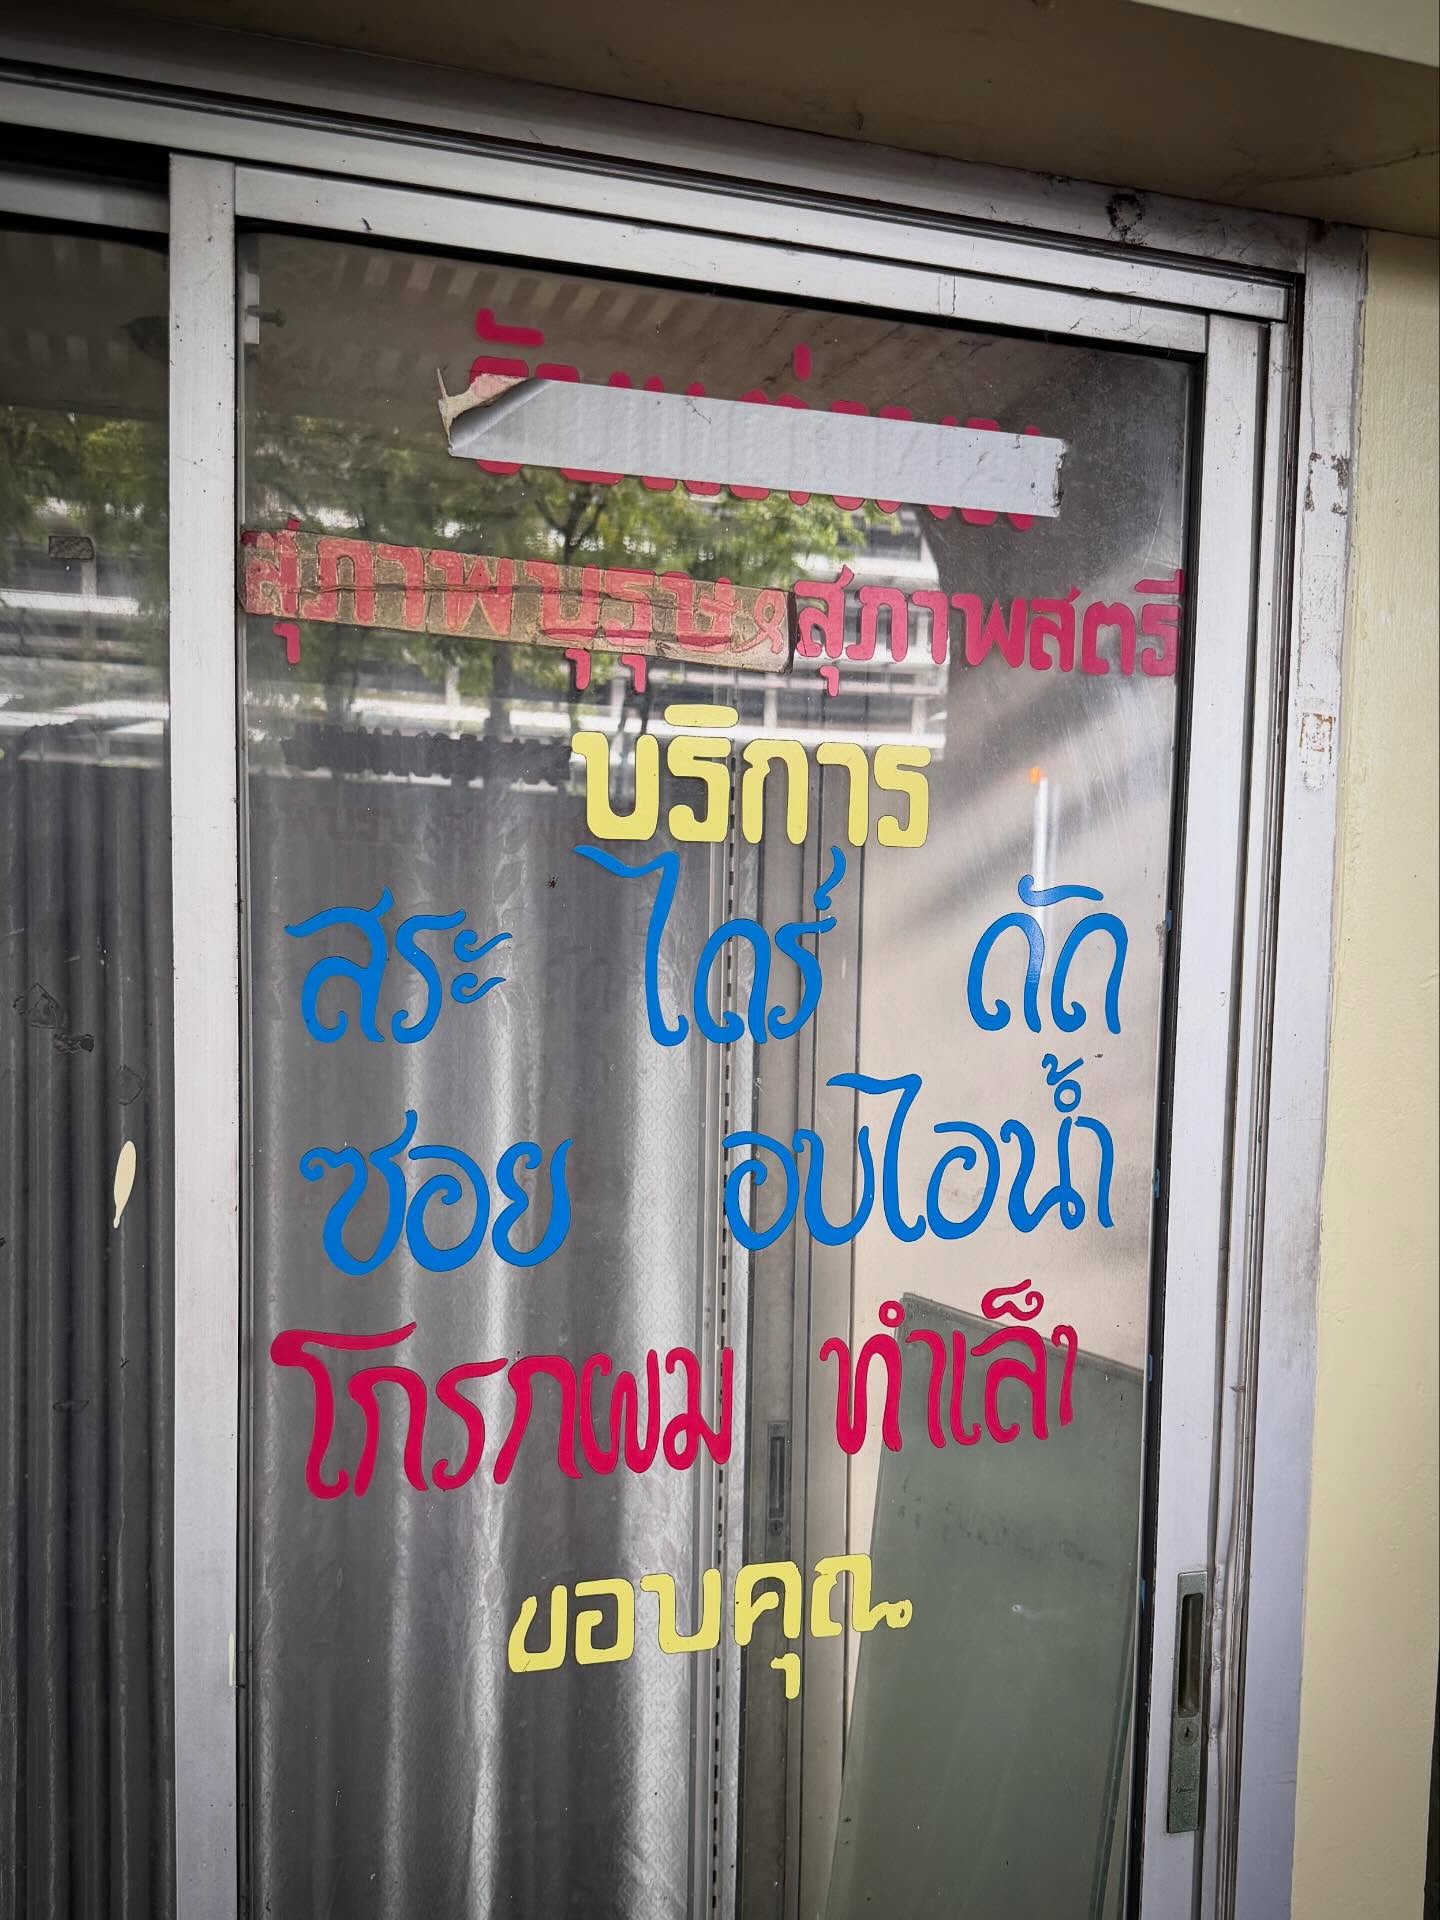 สุภาพบุรุษ & สุภาพสตรี
บริการ
สระ ไดร์ ดัด
ซอย อบไอน้ำ
โกรกผม ทำเล็บ
ขอบคุณ